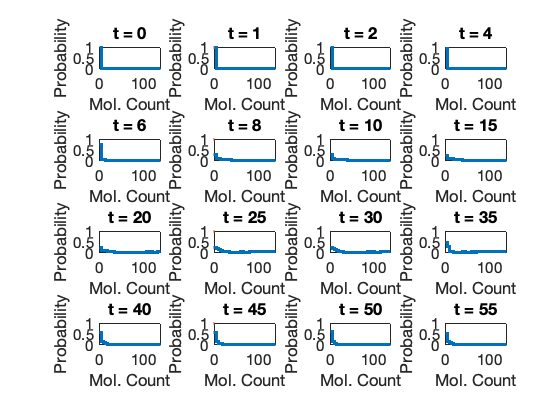 t = 0 t = 1 t = 2 t = 4
Probability 1 0.5 0 Probability 1 0.5 0 Probability 1 0.5 0 Probability 1 0.5 0
0 100 0 100 0 100 0 100
Mol. Count Mol. Count Mol. Count Mol. Count
t = 6 t = 8 t = 10 t = 15
Probability 1 0.5 0 Probability 1 0.5 0 Probability 1 0.5 0 Probability 1 0.5 0
0 100 0 100 0 100 0 100
Mol. Count Mol. Count Mol. Count Mol. Count
t = 20 t = 25 t = 30 t = 35
Probability 1 0.5 0 Probability 1 0.5 0 Probability 1 0.5 0 Probability 1 0.5 0
0 100 0 100 0 100 0 100
Mol. Count Mol. Count Mol. Count Mol. Count
t = 40 t = 45 t = 50 t = 55
Probability 1 0.5 0 Probability 1 0.5 0 Probability 1 0.5 0 Probability 1 0.5 0
0 100 0 100 0 100 0 100
Mol. Count Mol. Count Mol. Count Mol. Count